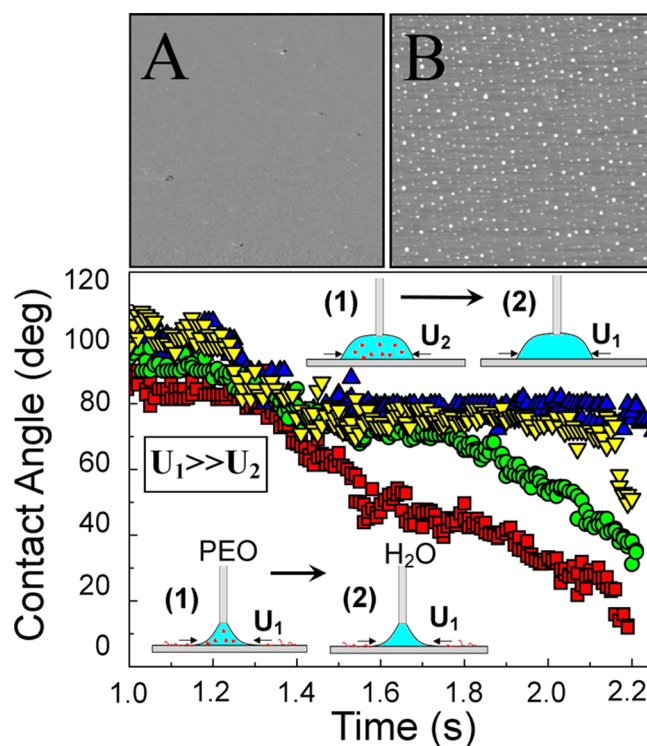 A
B
120
100
80
60
40
20
0
Contact Angle (deg)
(1)
(2)
U₂
U₁
U₁>>U₂
PEO
H₂O
(1)
(2)
U₁
U₁
1.0
1.2
1.4
1.6
1.8
2.0
2.2
Time (s)